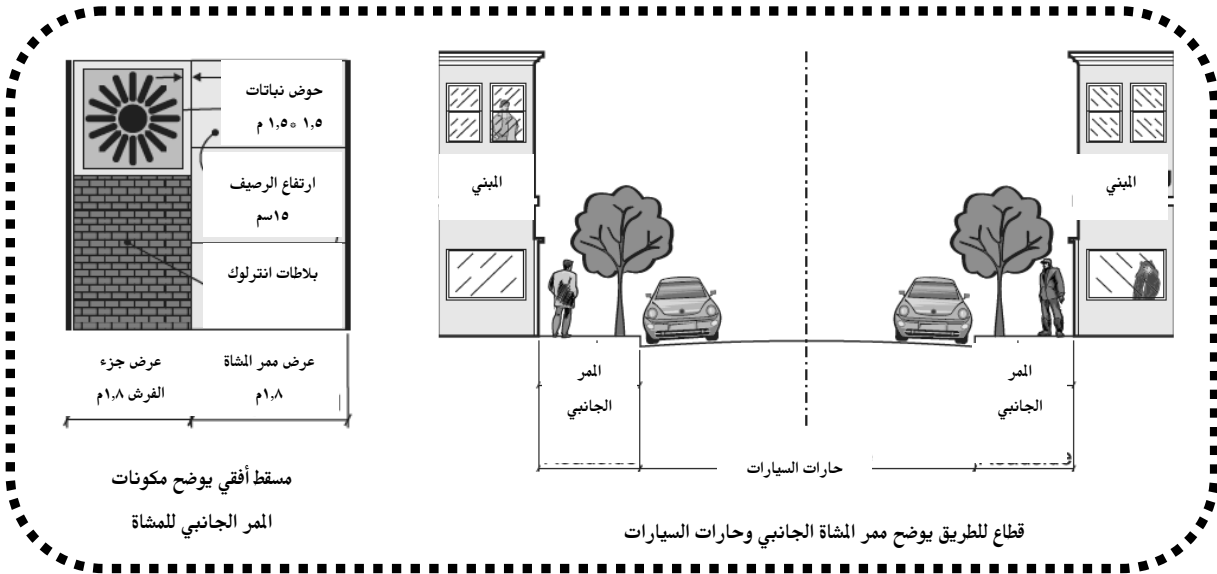 حوض نباتات
١,٥ * ١,٥ م
ارتفاع الرصيف
١٥سم
بلاطات انترلوك
عرض ممر المشاة
١,٨م
عرض جزء
الفرش ١,٨م
مسقط أفقي يوضح مكونات
الممر الجانبي للمشاة
المبني
المبني
الممر
الجانبي
الممر
الجانبي
حارات السيارات
قطاع للطريق يوضح ممر المشاة الجانبي وحارات السيارات